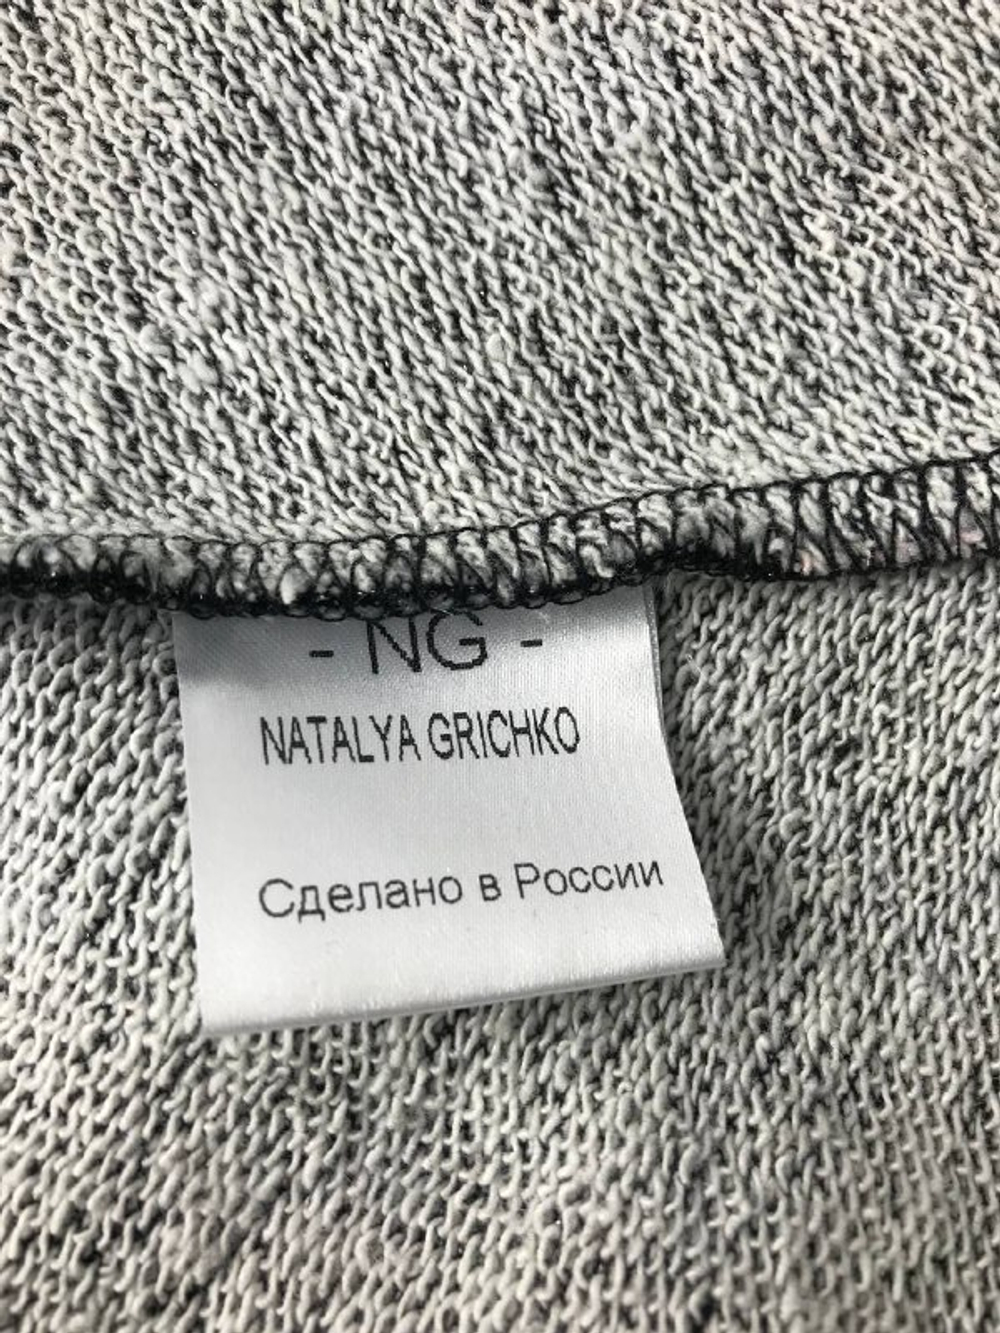 - NG -
NATALYA GRICHKO
Сделано в России